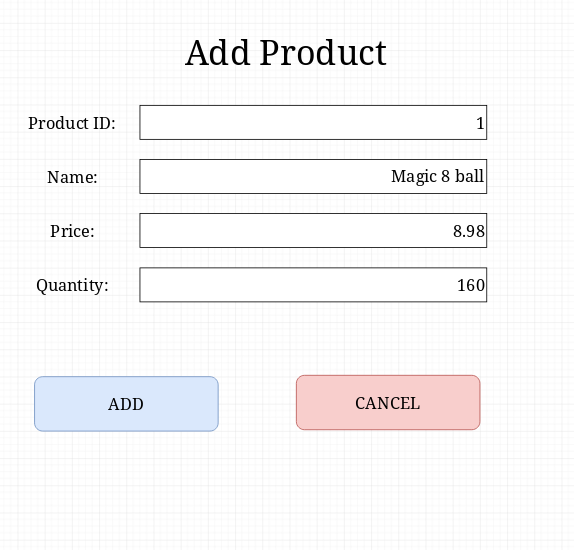 Add Product
Product ID: 1
Name: Magic 8 ball
Price: 8.98
Quantity: 160
ADD CANCEL